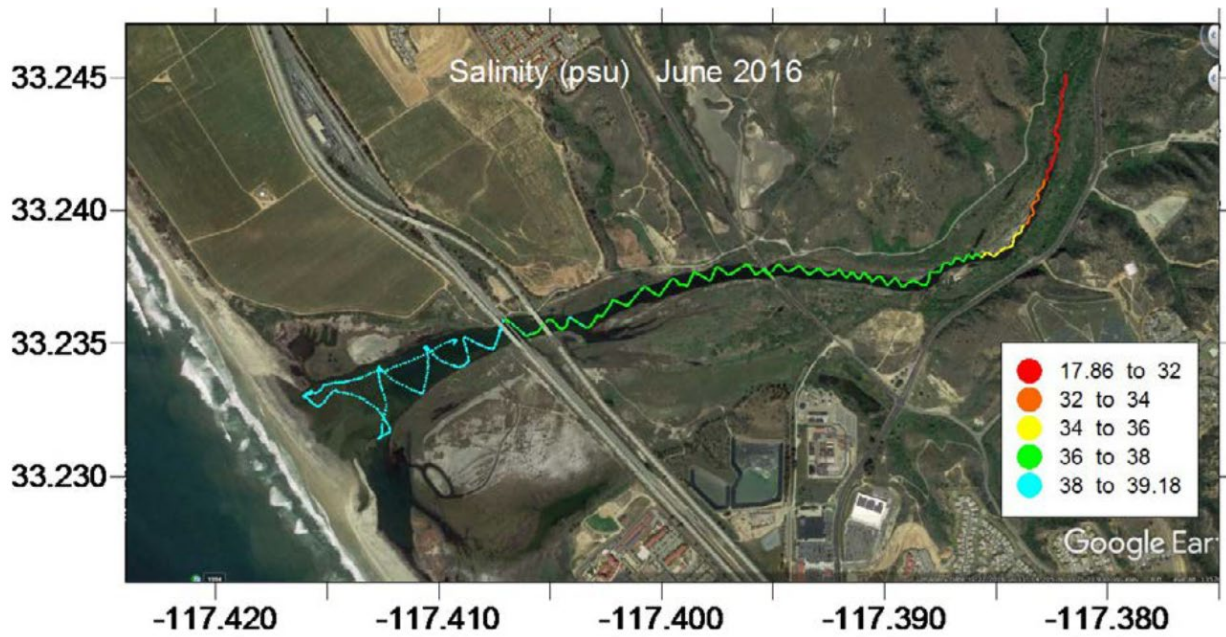 Salinity (psu) June 2016
33.245
33.240
33.235
33.230
17.86 to 32
32 to 34
34 to 36
36 to 38
38 to 39.18
Google Ear
1994
-117.420
-117.410
-117.400
-117.390
-117.380